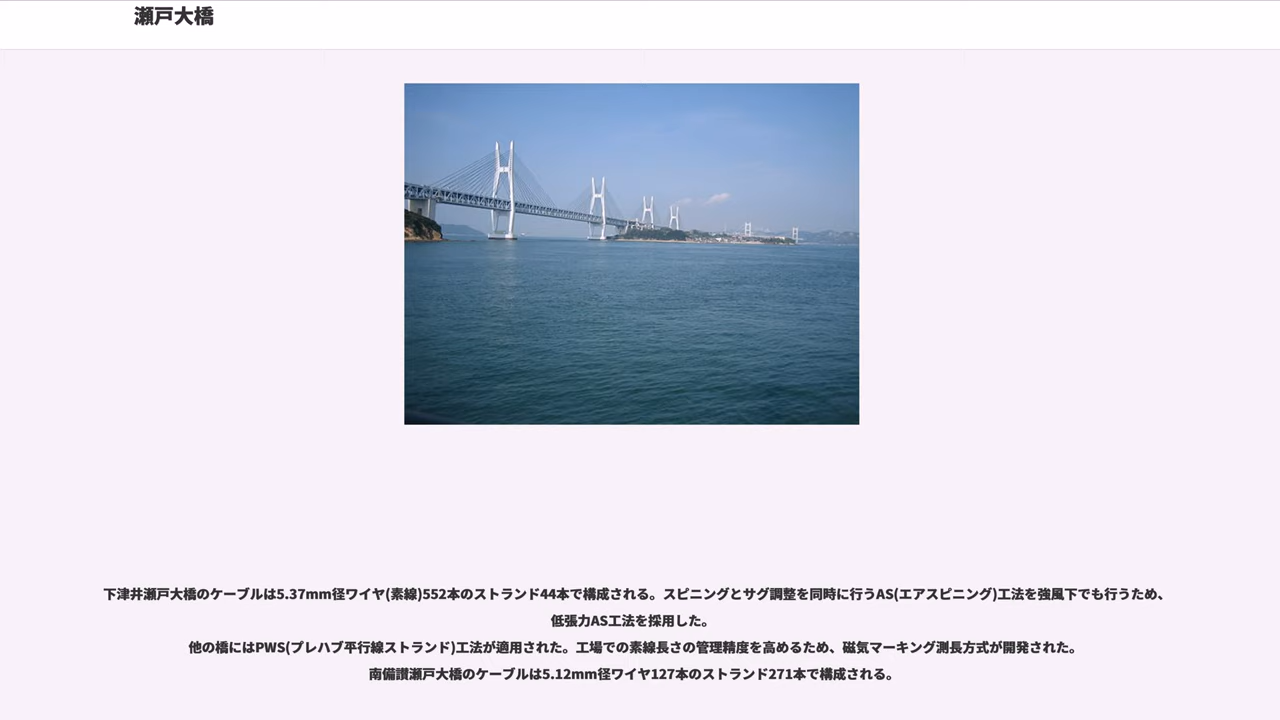 瀬戸大橋
下津井瀬戸大橋のケーブルは5.37mm径ワイヤ(素線)552本のストランド44本で構成される。スピニングとサグ調整を同時に行うAS(エアスピニング)工法を強風下でも行うため、
低張力AS工法を採用した。
他の橋にはPWS(プレハブ平行線ストランド)工法が適用された。工場での素線長さの管理精度を高めるため、磁気マーキング測長方式が開発された。
南備讃瀬戸大橋のケーブルは5.12mm径ワイヤ127本のストランド271本で構成される。